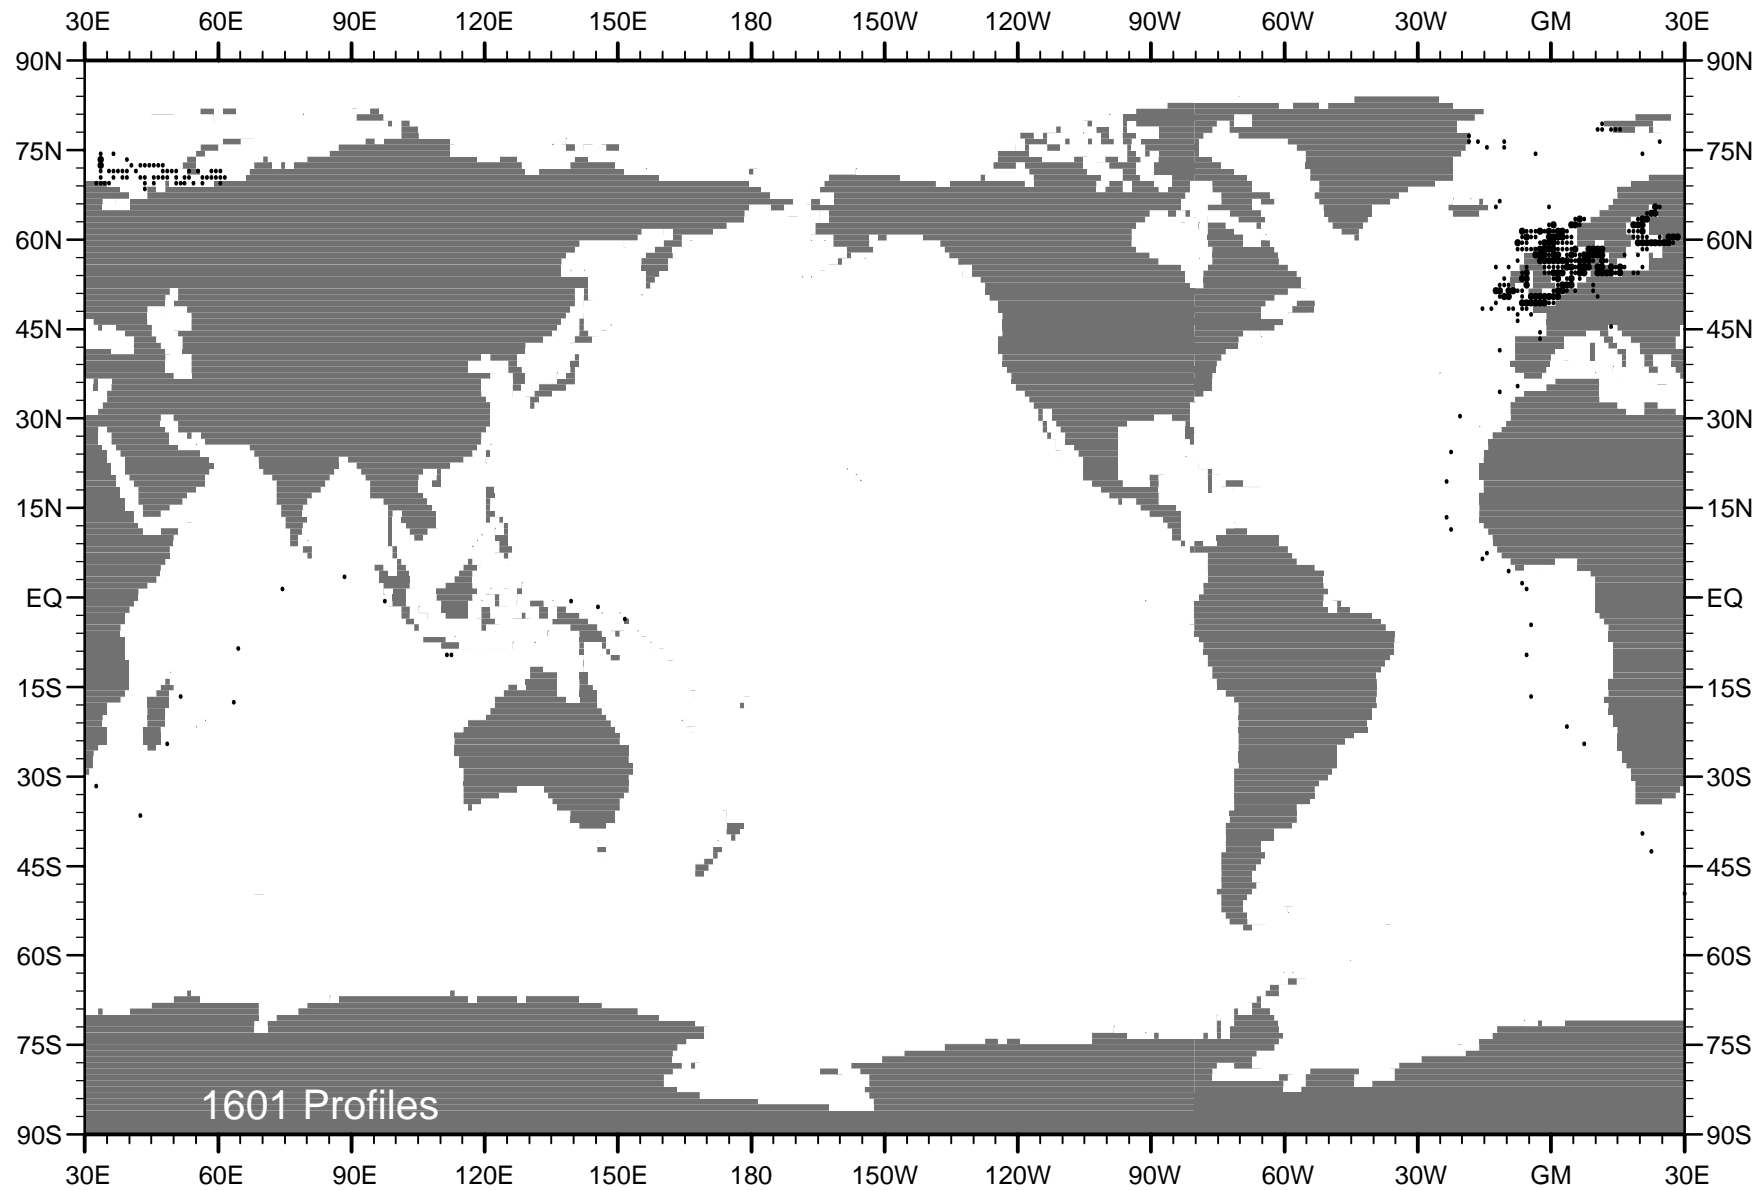 30E 60E 90E 120E 150E 180 150W 120W 90W 60W 30W GM 30E
90N 90N
75N 75N
60N 60N
45N 45N
30N 30N
15N 15N
EQ EQ
15S 15S
30S 30S
45S 45S
60S 60S
75S 75S
1601 Profiles
90S 90S
30E 60E 90E 120E 150E 180 150W 120W 90W 60W 30W GM 30E